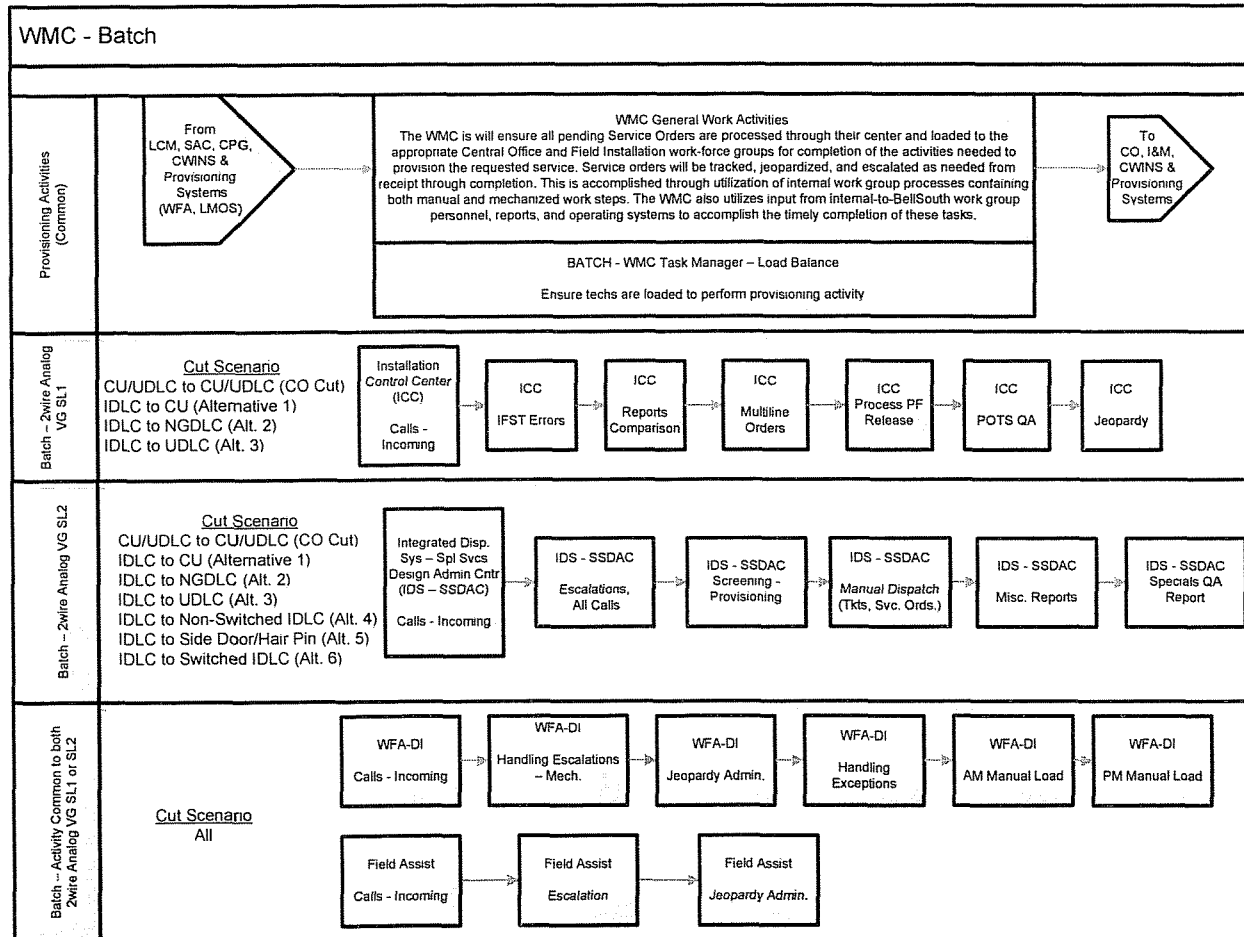 WMC - Batch
Provisioning Activities
(Common)
From
LCM, SAC, CPG,
CWINS &
Provisioning
Systems
(WFA, LMOS)
WMC General Work Activities
The WMC is will ensure all pending Service Orders are processed through their center and loaded to the
appropriate Central Office and Field Installation work-force groups for completion of the activities needed to
provision the requested service. Service orders will be tracked, jeopardized, and escalated as needed from
receipt through completion. This is accomplished through utilization of internal work group processes containing
both manual and mechanized work steps. The WMC also utilizes input from internal-to-BellSouth work group
personnel, reports, and operating systems to accomplish the timely completion of these tasks.
BATCH - WMC Task Manager – Load Balance
Ensure techs are loaded to perform provisioning activity
To
CO, I&M,
CWINS &
Provisioning
Systems
Batch – 2wire Analog
VG SL1
Cut Scenario
CU/UDLC to CU/UDLC (CO Cut)
IDLC to CU (Alternative 1)
IDLC to NGDLC (Alt. 2)
IDLC to UDLC (Alt. 3)
Installation
Control Center
(ICC)
Calls -
Incoming
ICC
IFST Errors
ICC
Reports
Comparison
ICC
Multiline
Orders
ICC
Process PF
Release
ICC
POTS QA
ICC
Jeopardy
Batch – 2wire Analog VG SL2
Cut Scenario
CU/UDLC to CU/UDLC (CO Cut)
IDLC to CU (Alternative 1)
IDLC to NGDLC (Alt. 2)
IDLC to UDLC (Alt. 3)
IDLC to Non-Switched IDLC (Alt. 4)
IDLC to Side Door/Hair Pin (Alt. 5)
IDLC to Switched IDLC (Alt. 6)
Integrated Disp.
Sys – Spl Svcs
Design Admin Cntr
(IDS – SSDAC)
Calls - Incoming
IDS - SSDAC
Escalations,
All Calls
IDS - SSDAC
Screening -
Provisioning
IDS - SSDAC
Manual Dispatch
(Tkts, Svc. Ords.)
IDS - SSDAC
Misc. Reports
IDS - SSDAC
Specials QA
Report
Batch – Activity Common to both
2wire Analog VG SL1 or SL2
Cut Scenario
All
WFA-DI
Calls - Incoming
WFA-DI
Handling Escalations
– Mech.
WFA-DI
Jeopardy Admin.
WFA-DI
Handling
Exceptions
WFA-DI
AM Manual Load
WFA-DI
PM Manual Load
Field Assist
Calls - Incoming
Field Assist
Escalation
Field Assist
Jeopardy Admin.